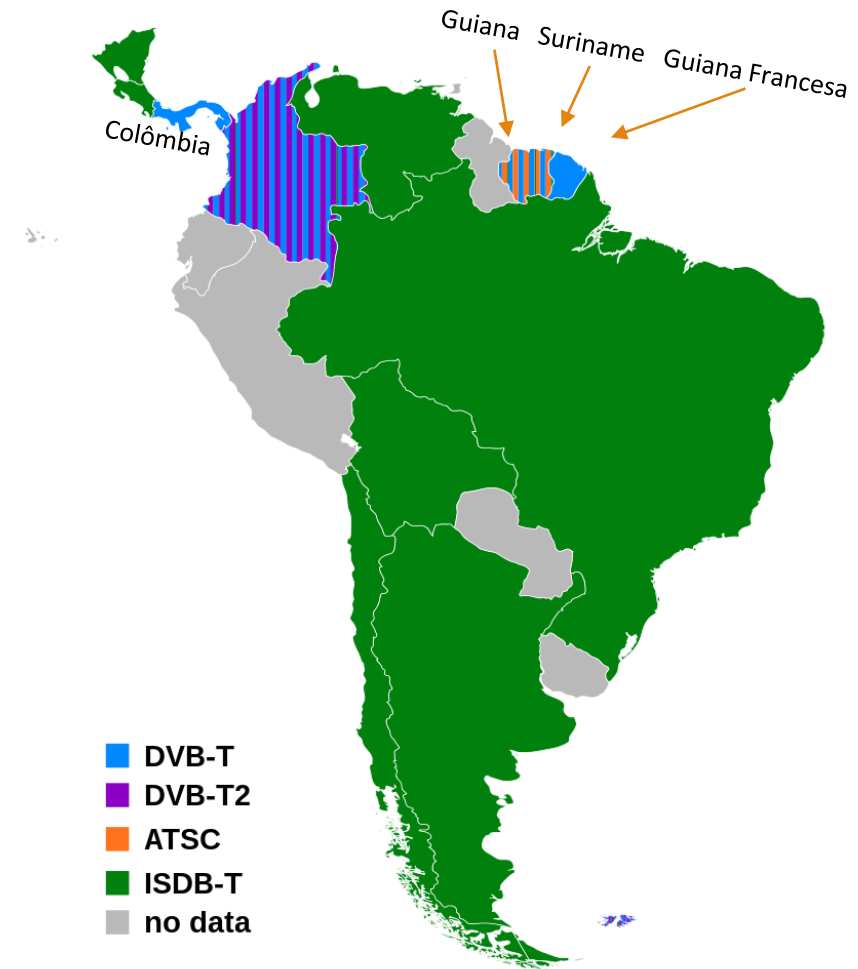 Guiana
Suriname
Guiana Francesa
Colômbia
DVB-T
DVB-T2
ATSC
ISDB-T
no data